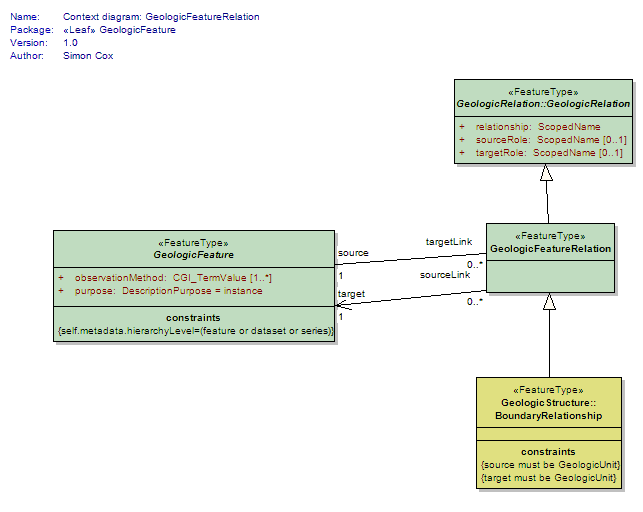 Name: Context diagram: GeologicFeatureRelation
Package: «Leaf» GeologicFeature
Version: 1.0
Author: Simon Cox
«FeatureType»
GeologicRelation::GeologicRelation
+ relationship: ScopedName
+ sourceRole: ScopedName [0..1]
+ targetRole: ScopedName [0..1]
«FeatureType»
GeologicFeature
+ observationMethod: CGI_TermValue [1..*]
+ purpose: DescriptionPurpose = instance
constraints
{self.metadata.hierarchyLevel=(feature or dataset or series)}
source
1
target
1
targetLink
0..*
sourceLink
0..*
«FeatureType»
GeologicFeatureRelation
«FeatureType»
GeologicStructure::
BoundaryRelationship
constraints
{source must be GeologicUnit}
{target must be GeologicUnit}